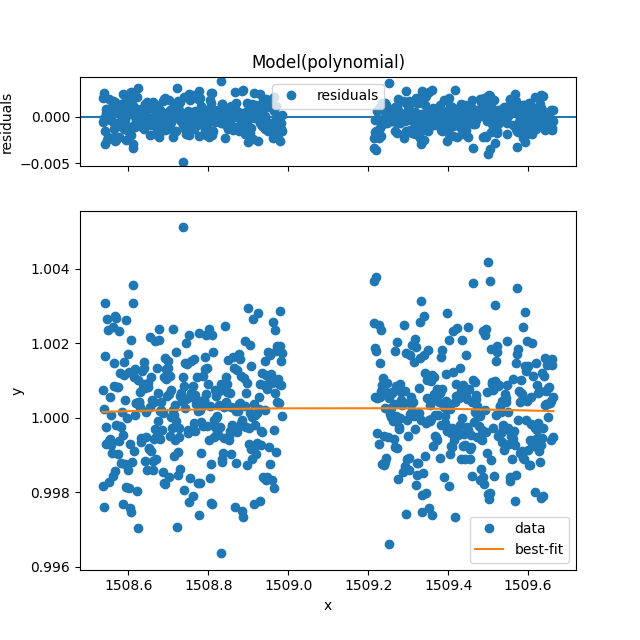 Model(polynomial)
residuals
0.000
−0.005
residuals
1.004
1.002
1.000
0.998
0.996
y
data
best-fit
1508.6 1508.8 1509.0 1509.2 1509.4 1509.6
x